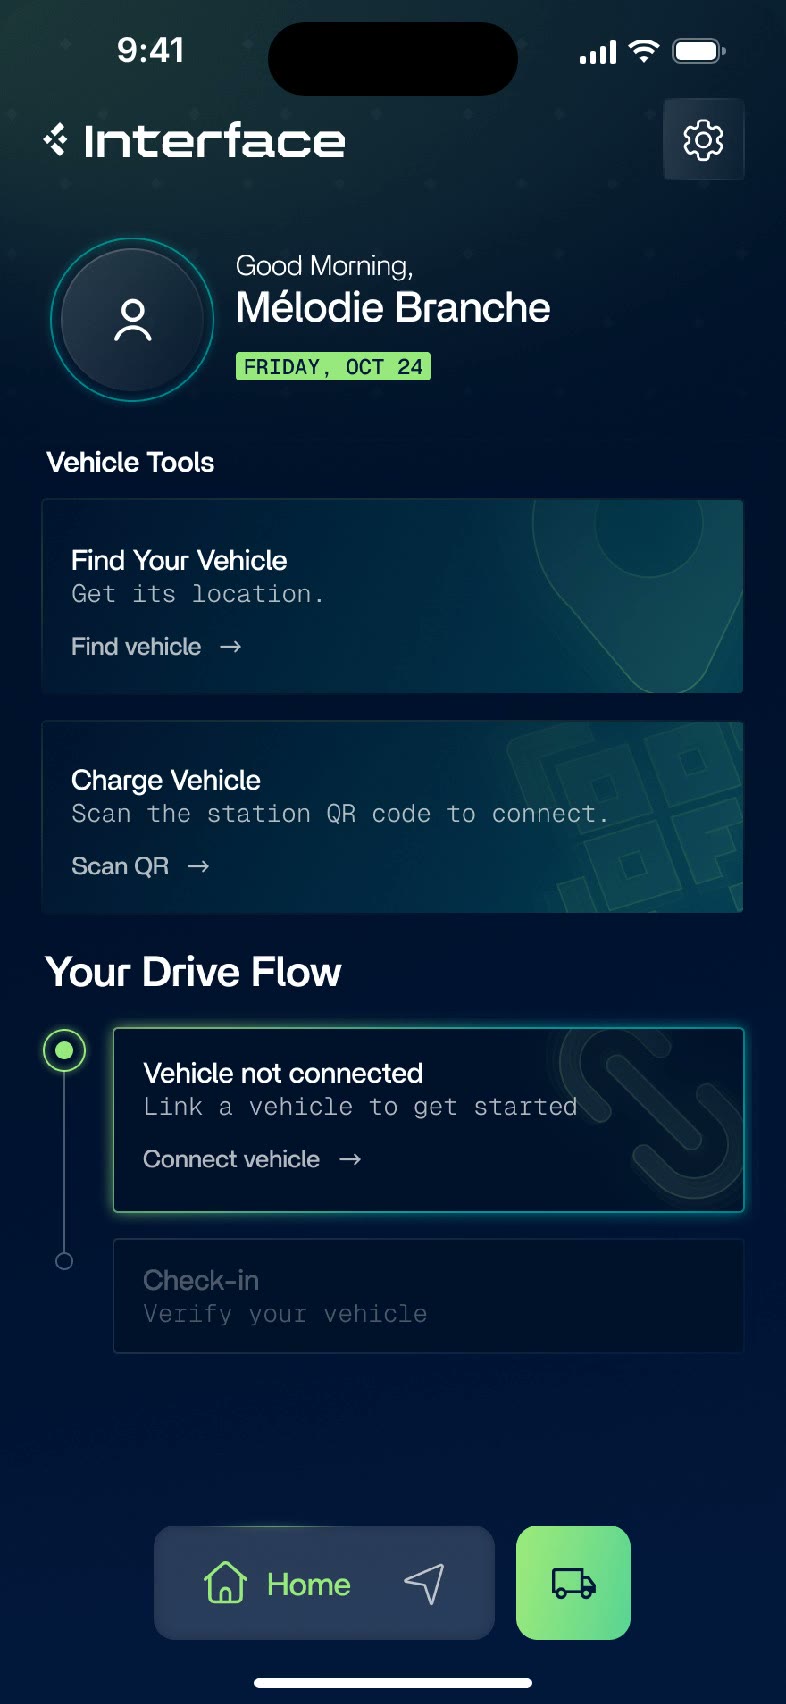 9:41
Interface
Good Morning,
Mélodie Branche
FRIDAY, OCT 24
Vehicle Tools
Find Your Vehicle
Get its location.
Find vehicle →
Charge Vehicle
Scan the station QR code to connect.
Scan QR →
Your Drive Flow
Vehicle not connected
Link a vehicle to get started
Connect vehicle →
Check-in
Verify your vehicle
Home